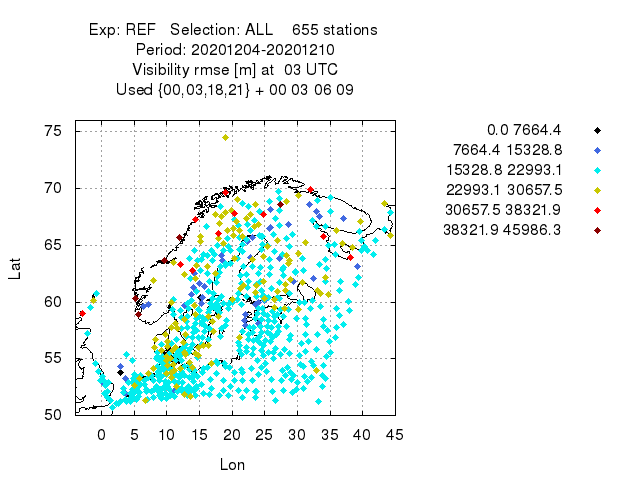 Exp: REF   Selection: ALL    655 stations
Period: 20201204-20201210
Visibility rmse [m] at  03 UTC
Used {00,03,18,21} + 00 03 06 09
0.0 7664.4
7664.4 15328.8
15328.8 22993.1
22993.1 30657.5
30657.5 38321.9
38321.9 45986.3
75
70
65
60
55
50
Lat
0 5 10 15 20 25 30 35 40 45
Lon